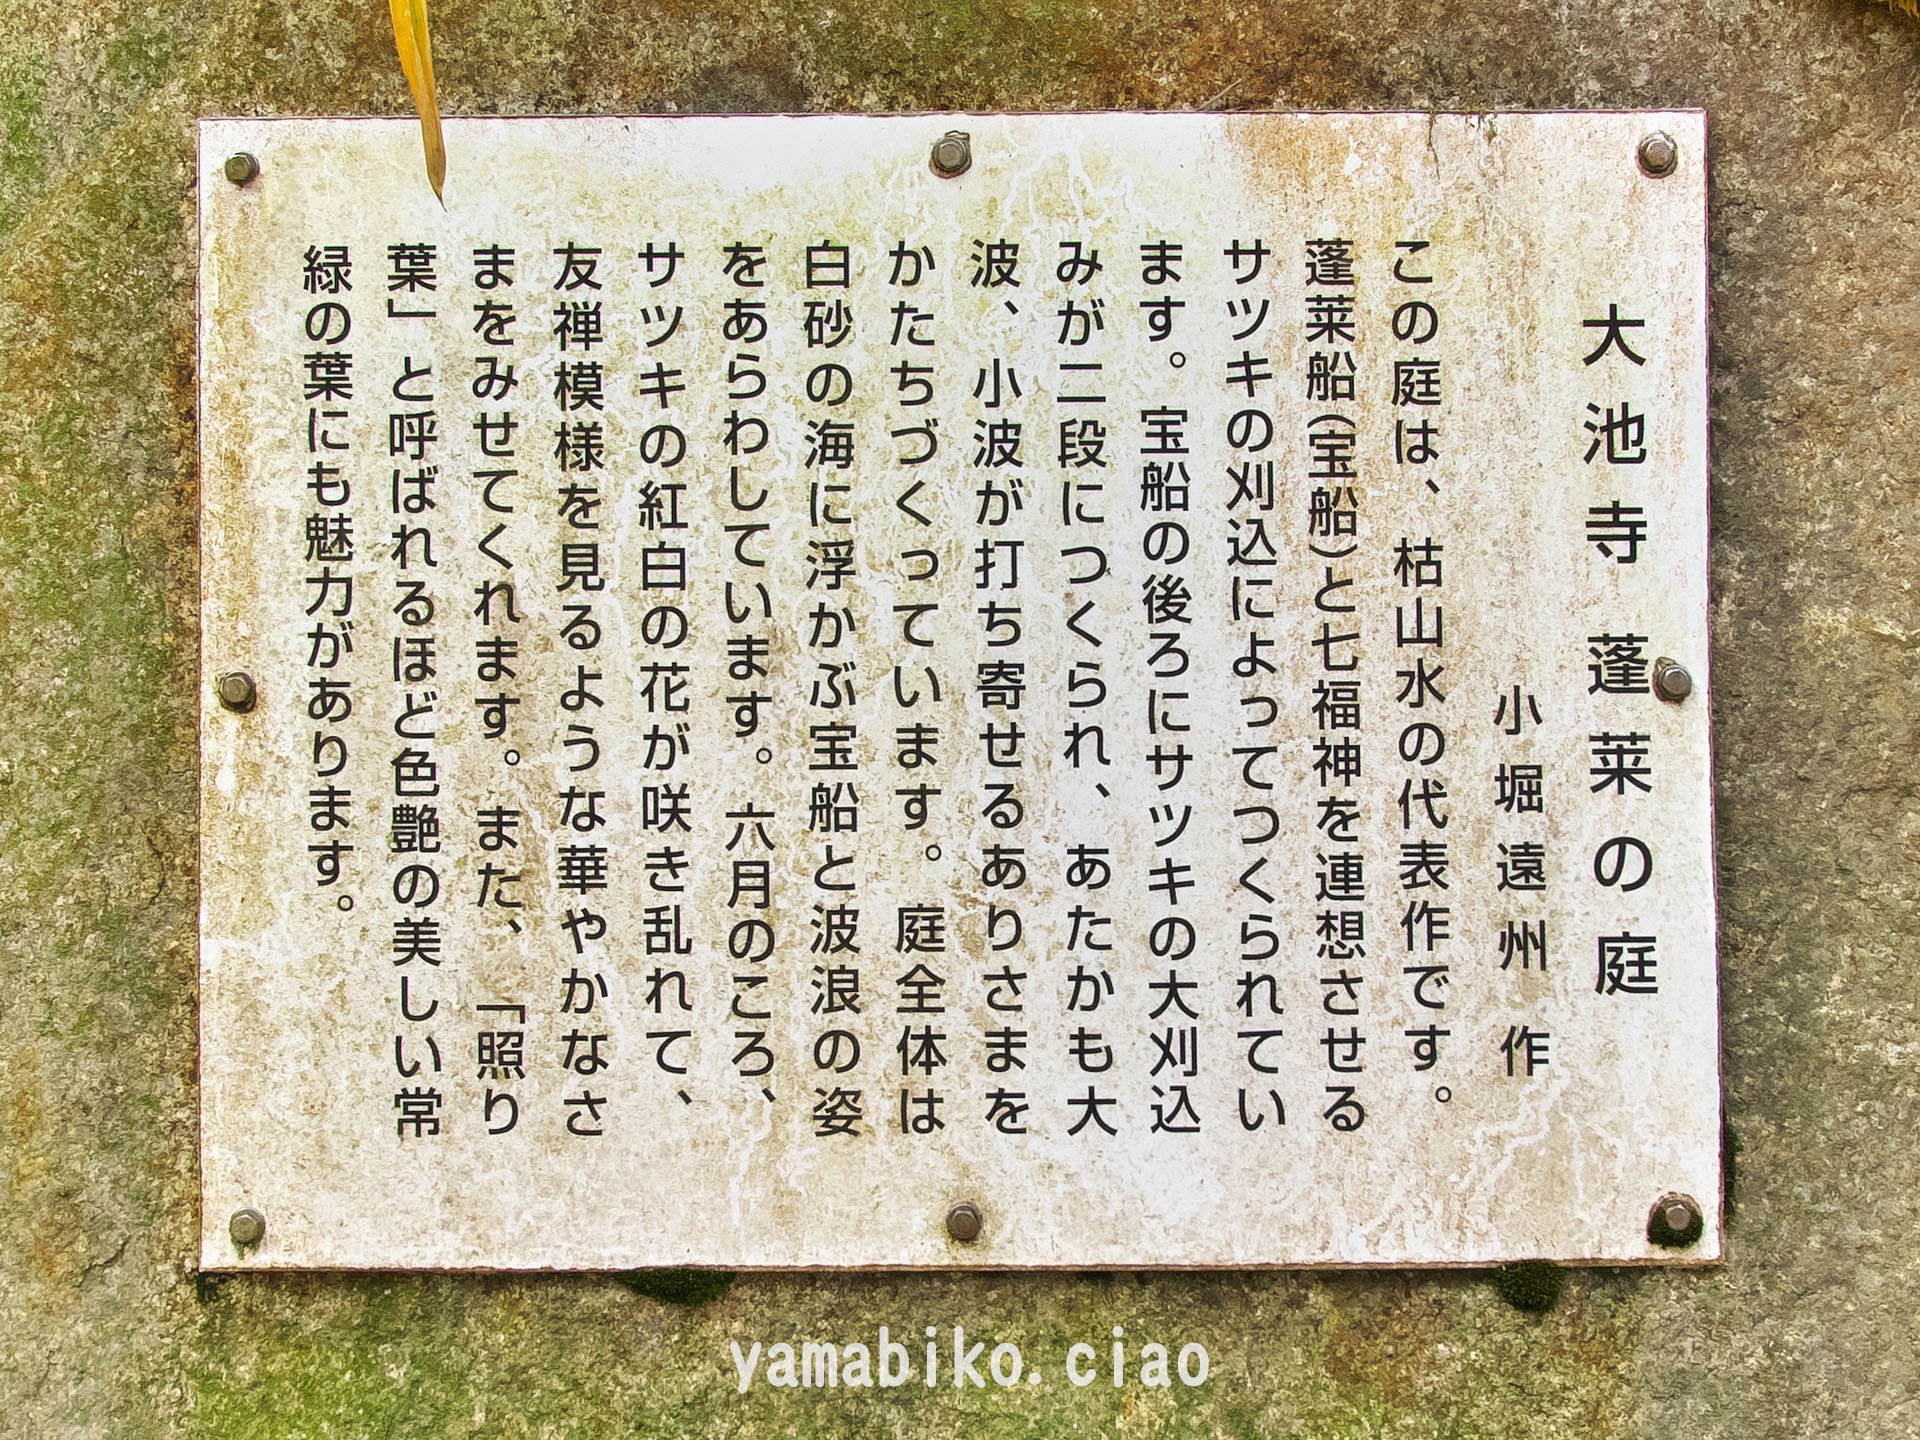 大池寺 蓬莱の庭
小堀遠州 作
この庭は、枯山水の代表作です。
蓬莱船(宝船)と七福神を連想させる
サツキの刈込によってつくられてい
ます。宝船の後ろにサツキの大刈込
みが二段につくられ、あたかも大
波、小波が打ち寄せるありさまを
かたちづくっています。庭全体は
白砂の海に浮かぶ宝船と波浪の姿
をあらわしています。六月のころ、
サツキの紅白の花が咲き乱れて、
友禅模様を見るような華やかなさ
まをみせてくれます。また、「照り
葉」と呼ばれるほど色艶の美しい常
緑の葉にも魅力があります。
yamabiko.ciao